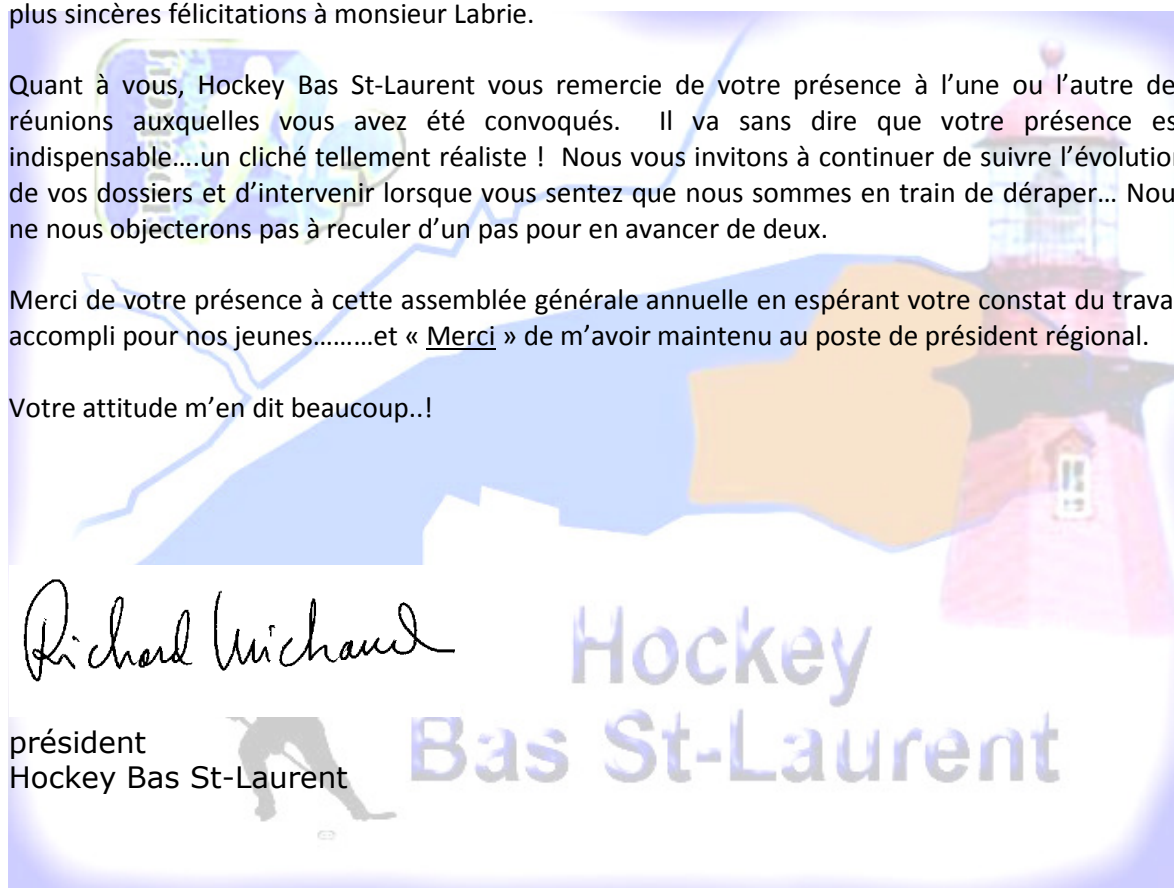 plus sincères félicitations à monsieur Labrie.
Quant à vous, Hockey Bas St-Laurent vous remercie de votre présence à l’une ou l’autre de
réunions auxquelles vous avez été convoqués. Il va sans dire que votre présence es
indispensable….un cliché tellement réaliste ! Nous vous invitons à continuer de suivre l’évolution
de vos dossiers et d’intervenir lorsque vous sentez que nous sommes en train de déraper… Nou
ne nous objecterons pas à reculer d’un pas pour en avancer de deux.
Merci de votre présence à cette assemblée générale annuelle en espérant votre constat du trava
accompli pour nos jeunes………et « Merci » de m’avoir maintenu au poste de président régional.
Votre attitude m’en dit beaucoup..!
Richard Michaud
Hockey
président
Bas St-Laurent
Hockey Bas St-Laurent